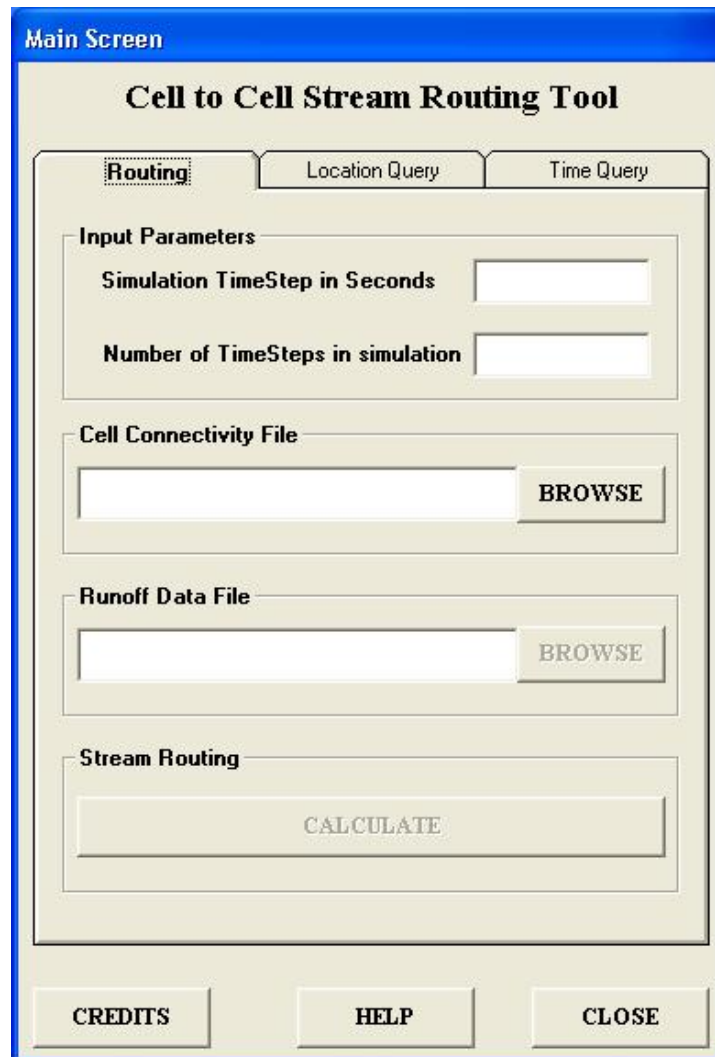 Main Screen
Cell to Cell Stream Routing Tool
Routing Location Query Time Query
Input Parameters
Simulation TimeStep in Seconds
Number of TimeSteps in simulation
Cell Connectivity File
BROWSE
Runoff Data File
BROWSE
Stream Routing
CALCULATE
CREDITS HELP CLOSE